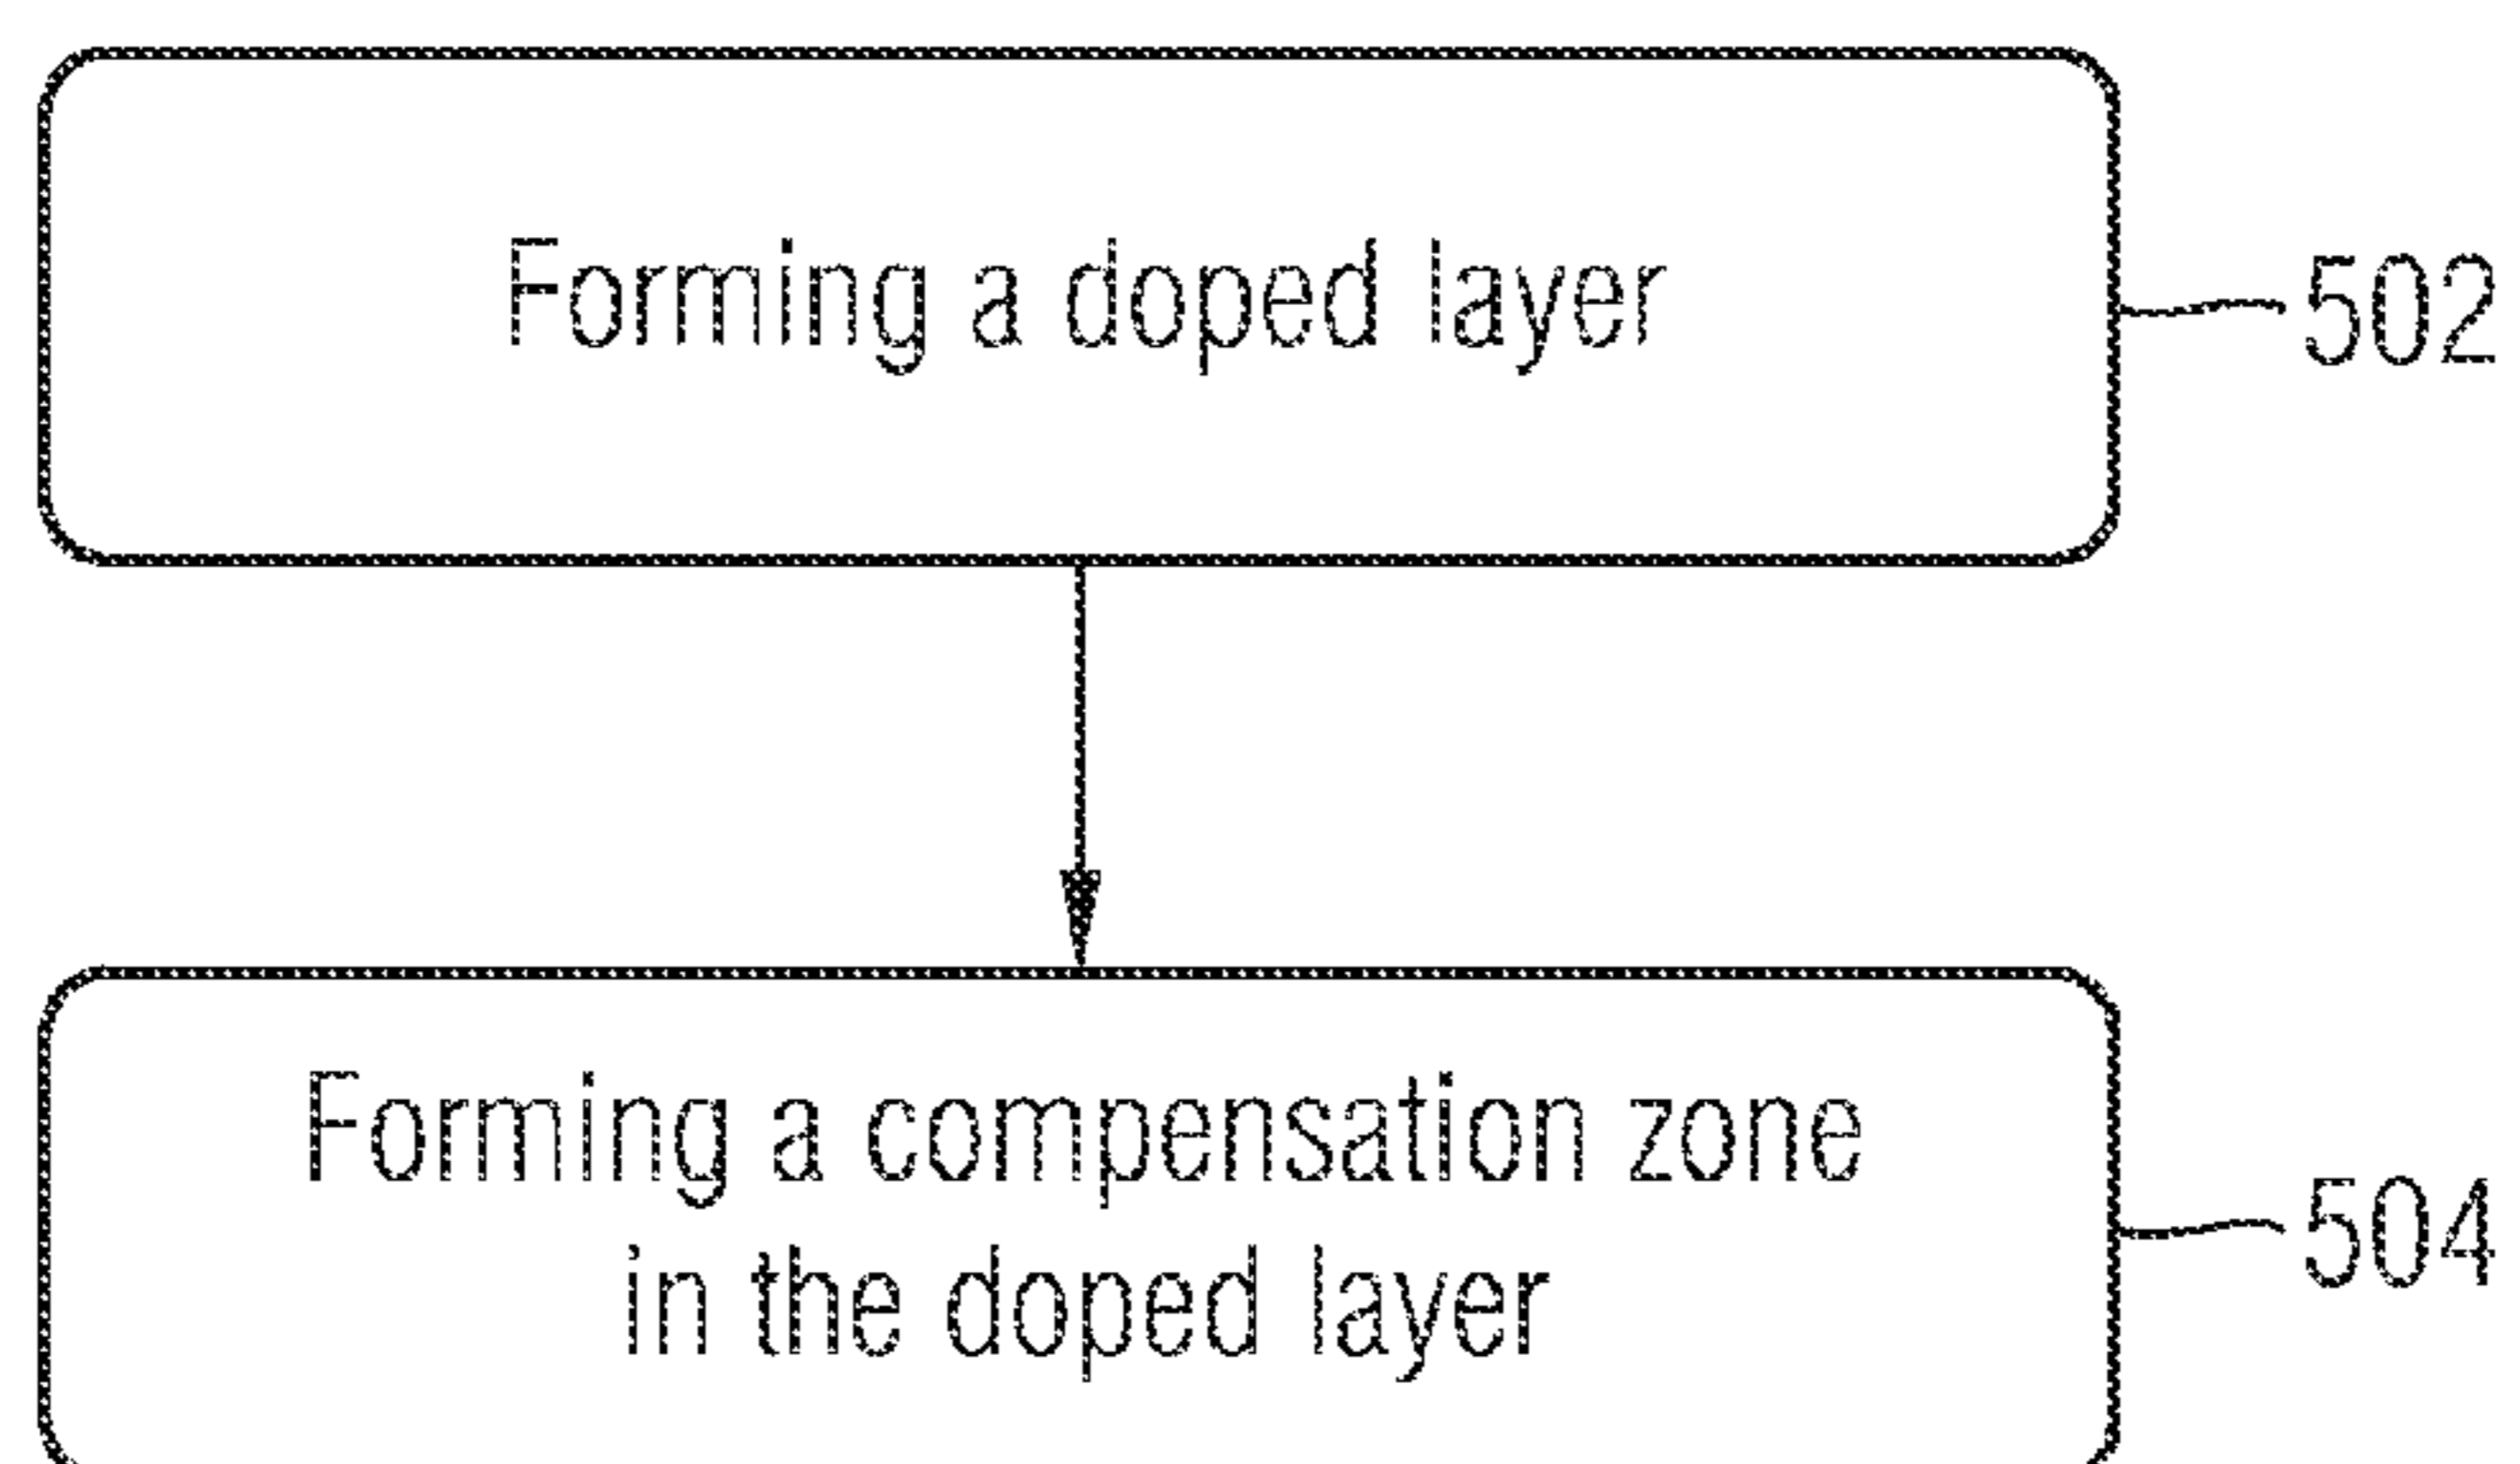 Forming a doped layer
502
Forming a compensation zone
in the doped layer
504